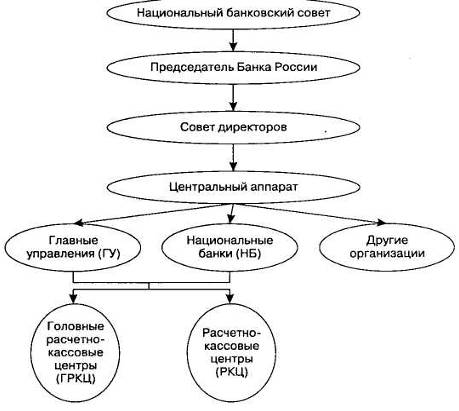 Национальный банковский совет
Председатель Банка России
Совет директоров
Центральный аппарат
Главные
управления (ГУ)
Национальные
банки (НБ)
Другие
организации
Головные
расчетно-
кассовые
центры
(ГРКЦ)
Расчетно-
кассовые
центры
(РКЦ)